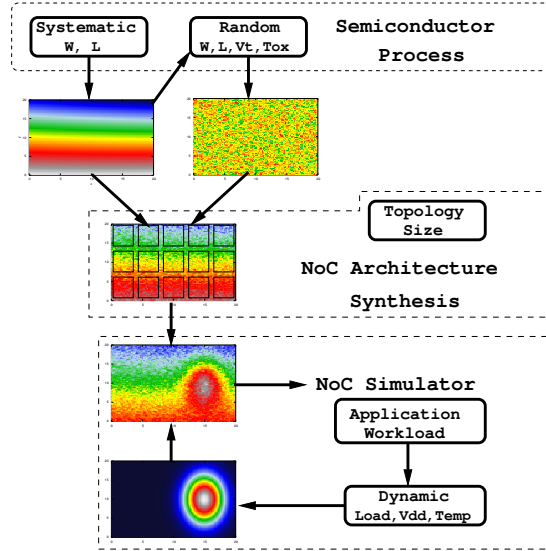 Systematic
W, L
Random
W,L,Vt,Tox
Semiconductor
Process
Topology
Size
NoC Architecture
Synthesis
NoC Simulator
Application
Workload
Dynamic
Load,Vdd,Temp